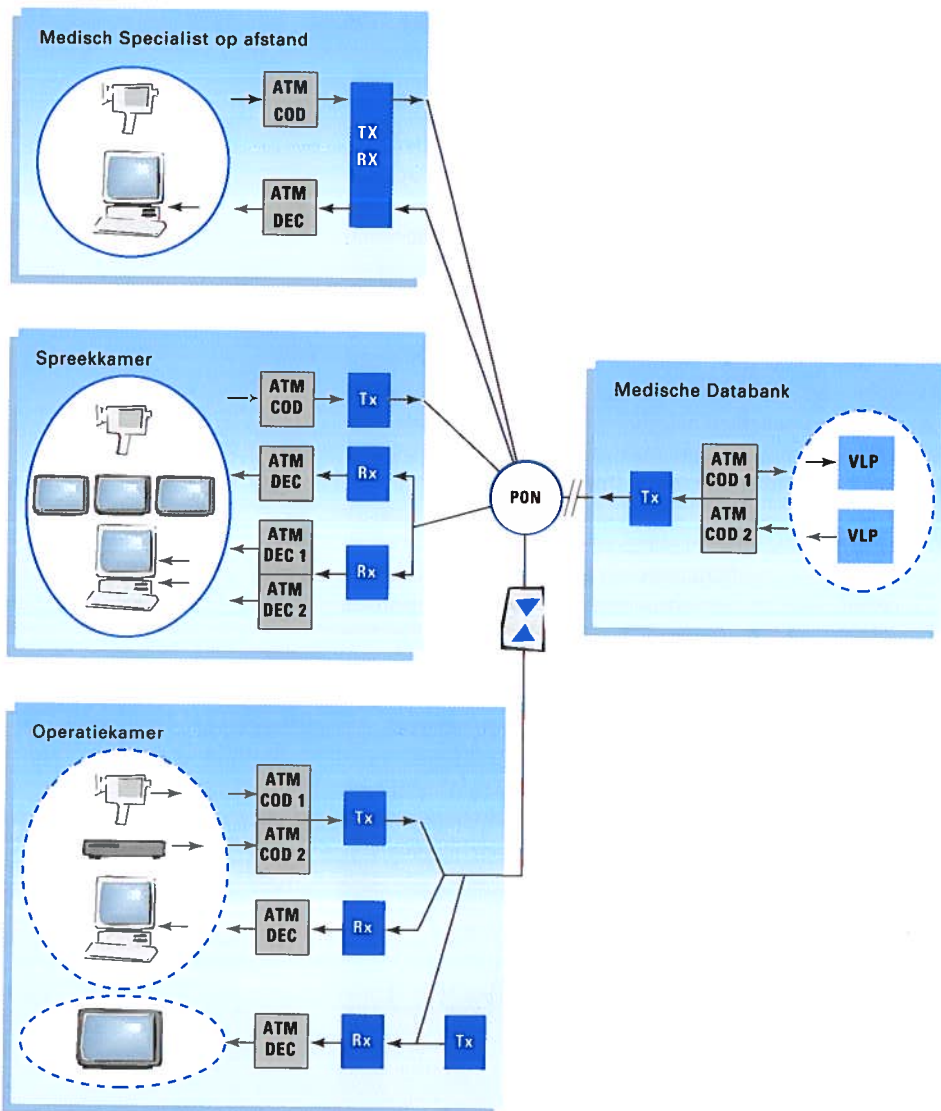 Medisch Specialist op afstand
ATM
COD
TX
RX
ATM
DEC
Spreekkamer
ATM
COD
Tx
ATM
DEC
Rx
ATM
DEC 1
ATM
DEC 2
Rx
PON
Medische Databank
Tx
ATM
COD 1
ATM
COD 2
VLP
VLP
Operatiekamer
ATM
COD 1
ATM
COD 2
Tx
ATM
DEC
Rx
ATM
DEC
Rx
Tx